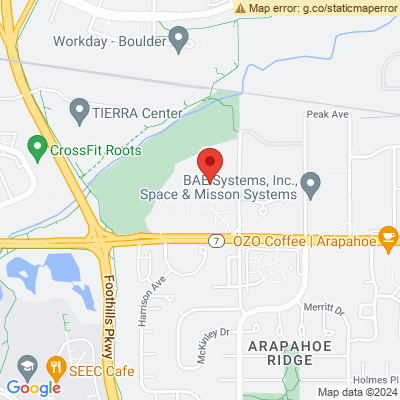 Map error: g.co/staticmaperror
Workday - Boulder
TIERRA Center
Peak Ave
CrossFit Roots
BAE Systems, Inc.,
Space & Misson Systems
7
OZO Coffee | Arapahoe
Foothills Pkwy
Harrison Ave
McKinley Dr
Merritt Dr
ARAPAHOE
RIDGE
SEEC Cafe
Holmes Pl
Google
Map data ©2024